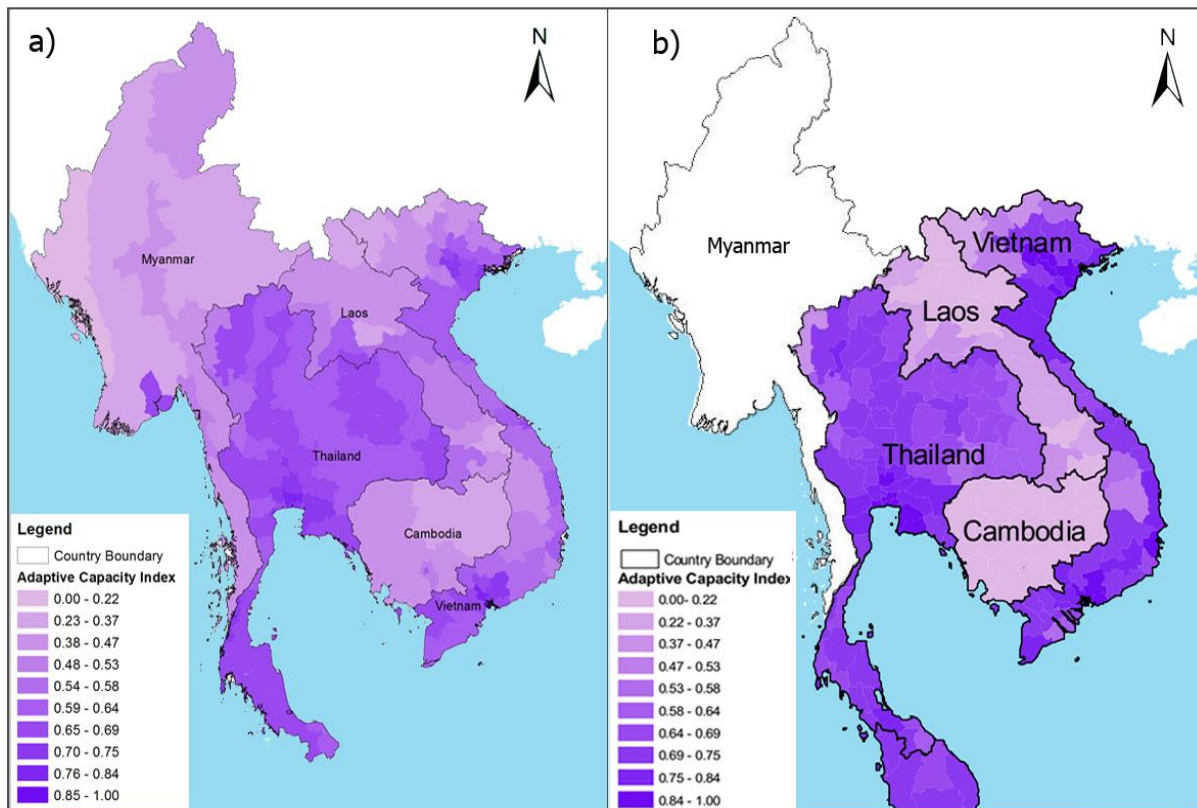 a)
N
Myanmar
Laos
Thailand
Cambodia
Vietnam
Legend
Country Boundary
Adaptive Capacity Index
0.00 - 0.22
0.23 - 0.37
0.38 - 0.47
0.48 - 0.53
0.54 - 0.58
0.59 - 0.64
0.65 - 0.69
0.70 - 0.75
0.76 - 0.84
0.85 - 1.00
b)
N
Myanmar
Vietnam
Laos
Thailand
Cambodia
Legend
Country Boundary
Adaptive Capacity Index
0.00- 0.22
0.22 - 0.37
0.37 - 0.47
0.47 - 0.53
0.53 - 0.58
0.58 - 0.64
0.64 - 0.69
0.69 - 0.75
0.75 - 0.84
0.84 - 1.00